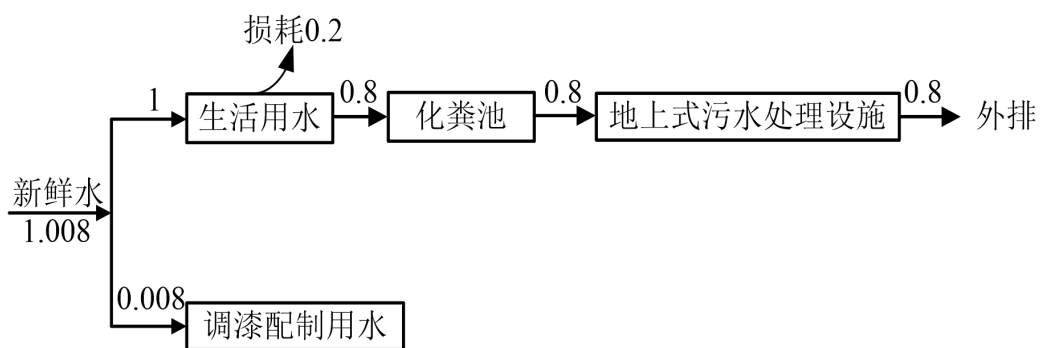 损耗0.2
1
生活用水
0.8
化粪池
0.8
地上式污水处理设施
0.8
外排
新鲜水
1.008
0.008
调漆配制用水